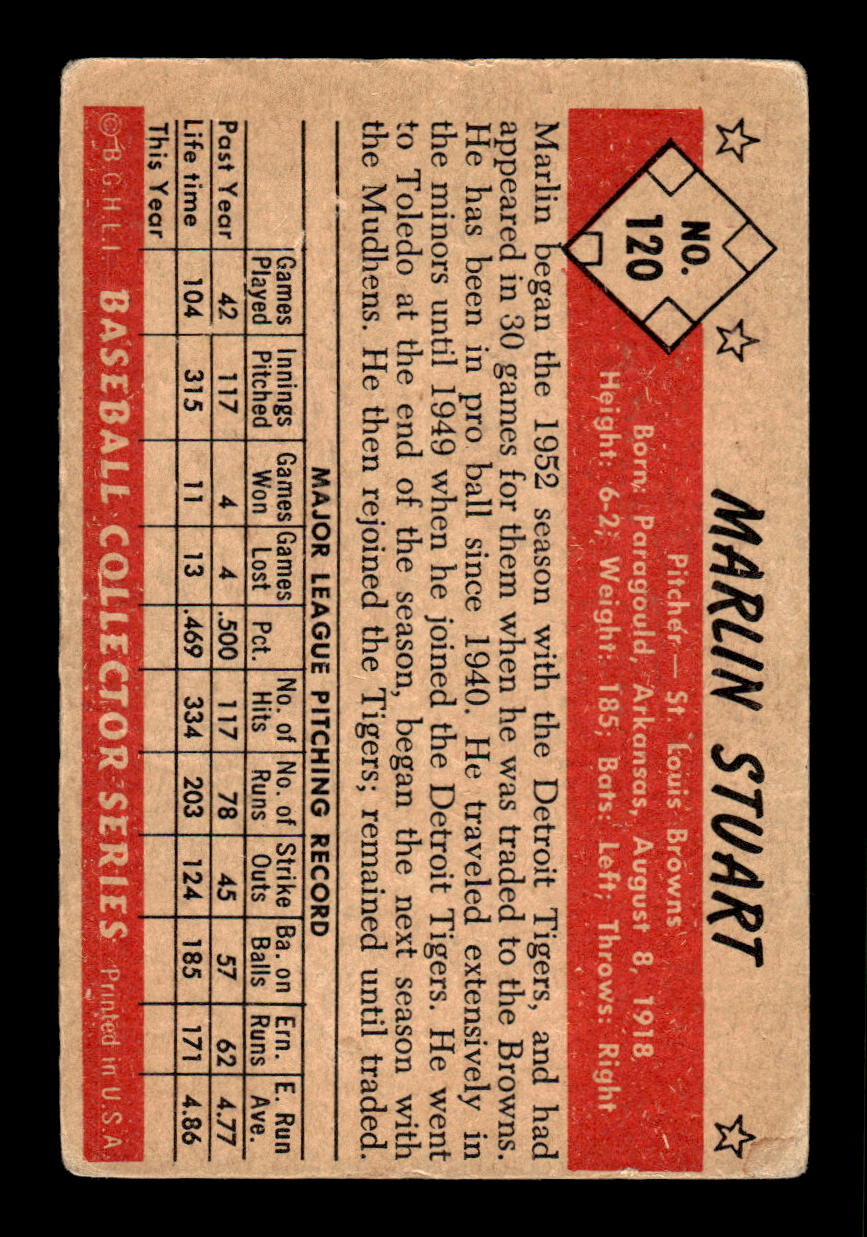 NO.
120
MARLIN STUART
Pitcher — St. Louis Browns
Born: Paragould, Arkansas, August 8, 1918
Height: 6-2; Weight: 185; Bats: Left; Throws: Right
Marlin began the 1952 season with the Detroit Tigers, and had
appeared in 30 games for them when he was traded to the Browns.
He has been in pro ball since 1940. He traveled extensively in
the minors until 1949 when he joined the Detroit Tigers. He went
to Toledo at the end of the season, began the next season with
the Mudhens. He then rejoined the Tigers; remained until traded.
MAJOR LEAGUE PITCHING RECORD
Games Innings Games Games Pct. No. of No. of Strike Ba. on Ern. E. Run
Played Pitched Won Lost Hits Runs Outs Balls Runs Ave.
Past Year 42 117 4 4 .500 117 78 45 57 62 4.77
Life time 104 315 11 13 .469 334 203 124 185 171 4.86
This Year
© B.G.H.L.I. BASEBALL COLLECTOR SERIES Printed in U.S.A.